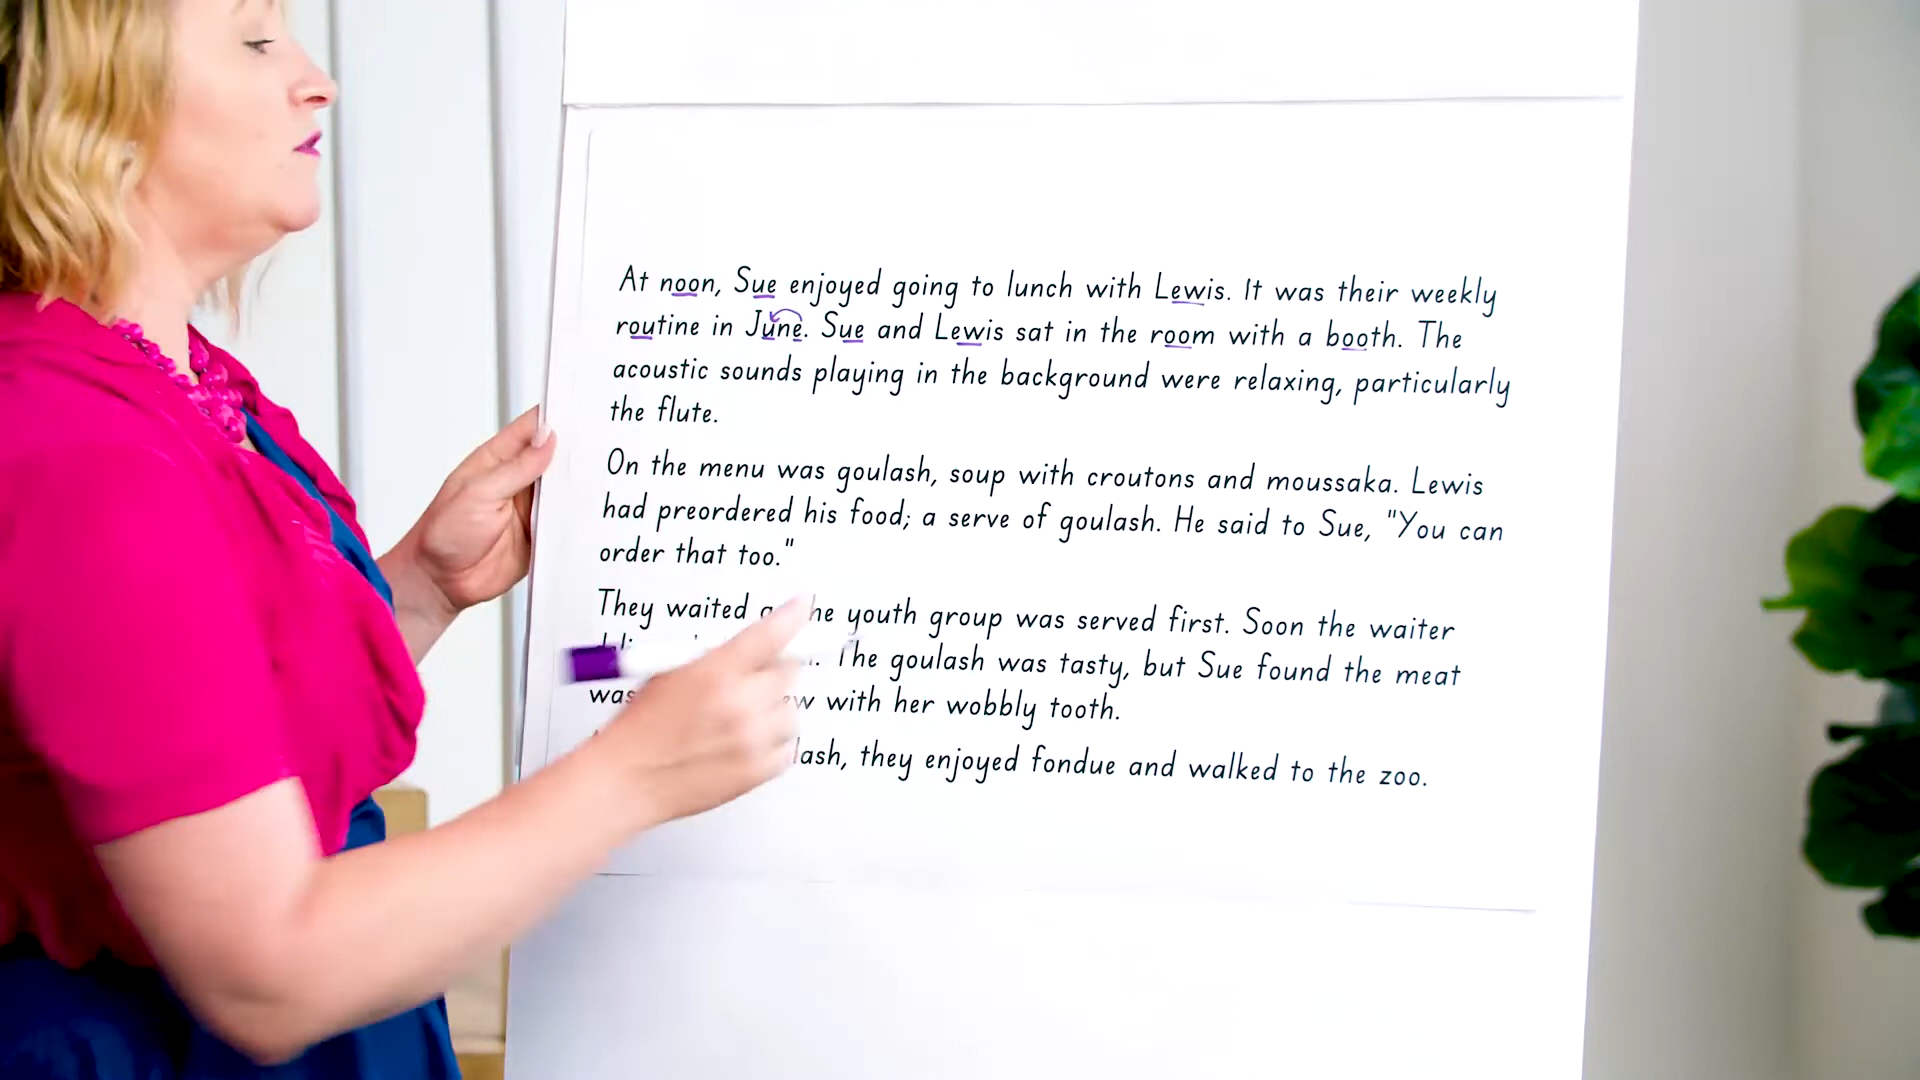 At noon, Sue enjoyed going to lunch with Lewis. It was their weekly
routine in June. Sue and Lewis sat in the room with a booth. The
acoustic sounds playing in the background were relaxing, particularly
the flute.
On the menu was goulash, soup with croutons and moussaka. Lewis
had preordered his food; a serve of goulash. He said to Sue, "You can
order that too."
They waited he youth group was served first. Soon the waiter
The goulash was tasty, but Sue found the meat
was with her wobbly tooth.
lash, they enjoyed fondue and walked to the zoo.